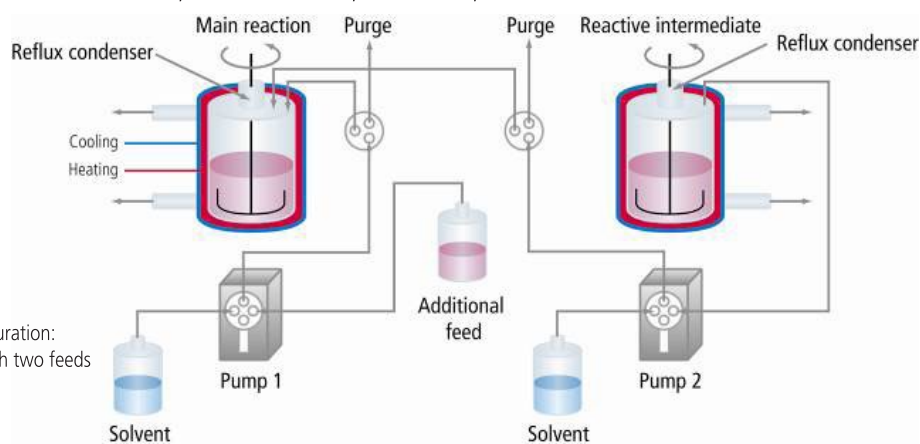 Main reaction
Purge
Purge
Reactive intermediate
Reflux condenser
Reflux condenser
Cooling
Heating
Additional
feed
h two feeds
Pump 1
Pump 2
Solvent
Solvent